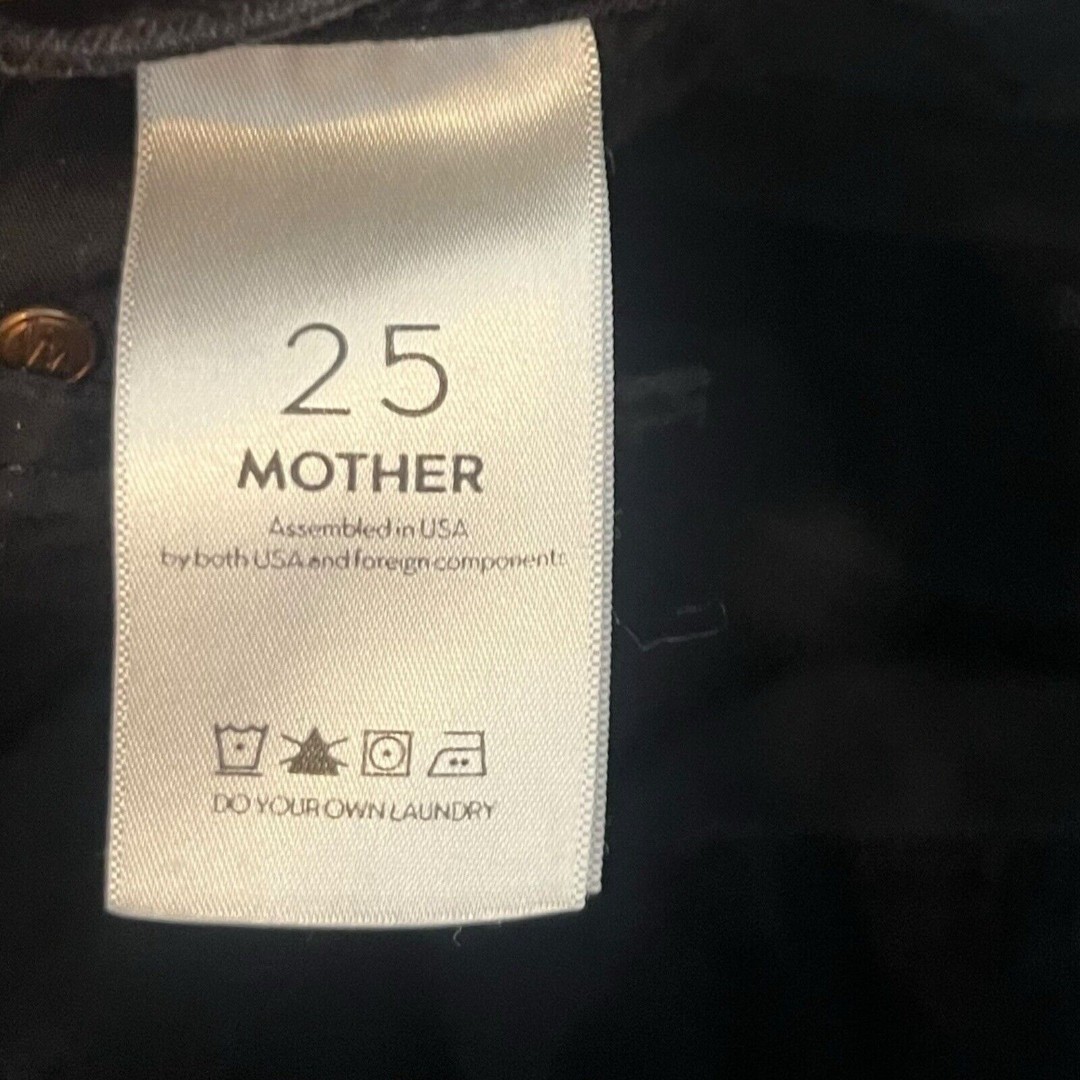 25
MOTHER
Assembled in USA
by both USA and foreign components
DO YOUR OWN LAUNDRY